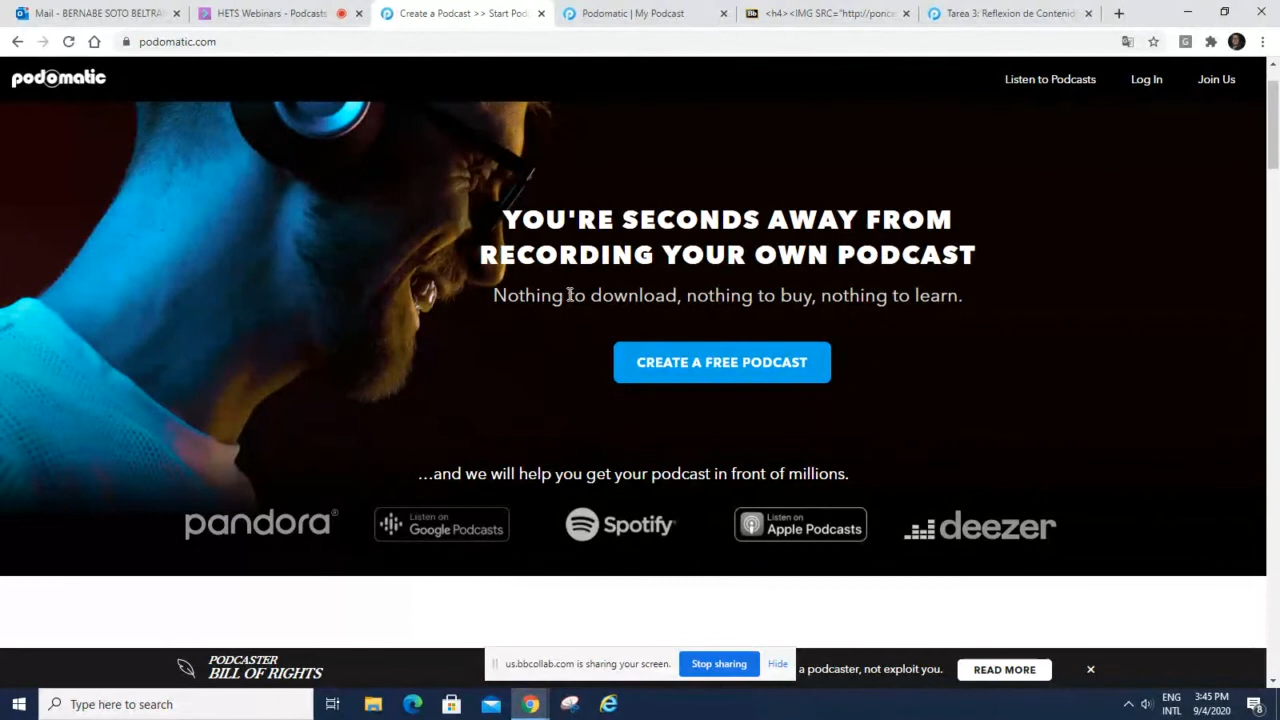 Mail - BERNABE SOTO BELTRA
HETS Webinars - Podcasts
Create a Podcast >> Start Pod
Podomatic | My Podcast
<h4><IMG SRC="http://ponce
Tarea 3: Reflexion de Contenid
podomatic.com
podomatic
Listen to Podcasts
Log In
Join Us
YOU'RE SECONDS AWAY FROM
RECORDING YOUR OWN PODCAST
Nothing to download, nothing to buy, nothing to learn.
CREATE A FREE PODCAST
…and we will help you get your podcast in front of millions.
pandora®
Listen on
Google Podcasts
Spotify
Listen on
Apple Podcasts
deezer
PODCASTER
BILL OF RIGHTS
us.bbcollab.com is sharing your screen.
Stop sharing
Hide
a podcaster, not exploit you.
READ MORE
Type here to search
ENG
INTL
3:45 PM
9/4/2020